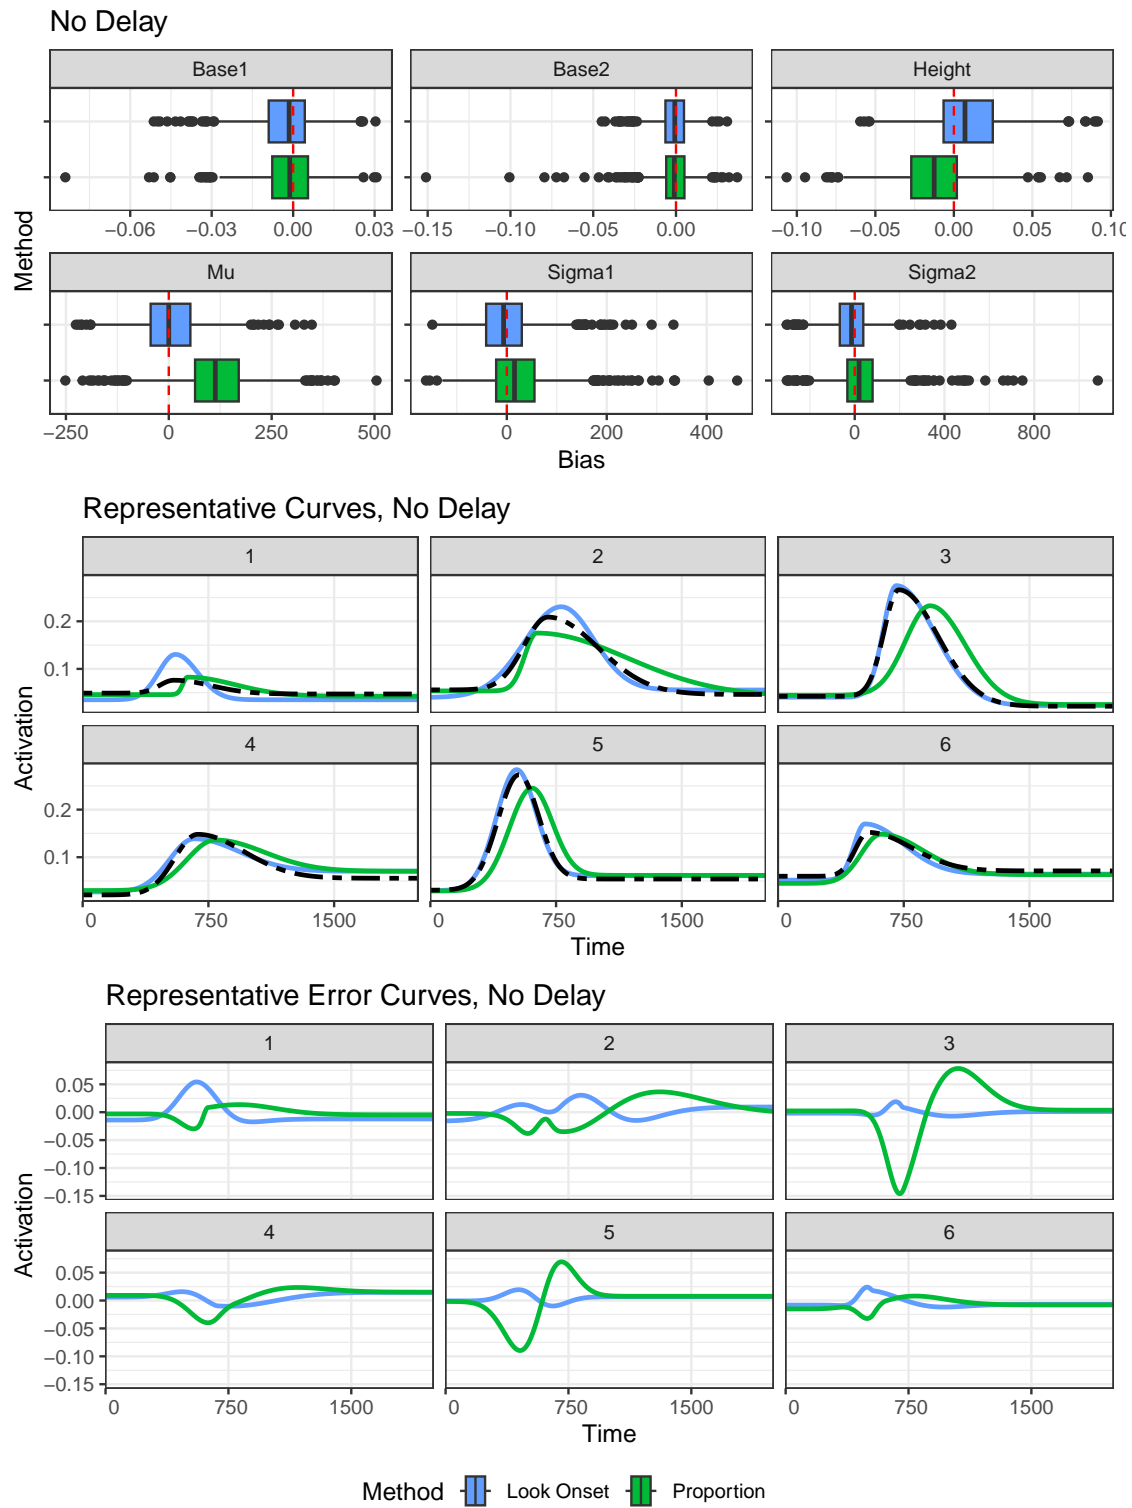 No Delay
Base1 Base2 Height
−0.06 −0.03 0.00 0.03 −0.15 −0.10 −0.05 0.00 −0.10 −0.05 0.00 0.05 0.10
Method
Mu Sigma1 Sigma2
−250 0 250 500 0 200 400 0 400 800
Bias
Representative Curves, No Delay
1 2 3
0.2
0.1
Activation
4 5 6
0.2
0.1
0 750 1500 0 750 1500 0 750 1500
Time
Representative Error Curves, No Delay
1 2 3
0.05
0.00
−0.05
−0.10
−0.15
Activation
4 5 6
0.05
0.00
−0.05
−0.10
−0.15
0 750 1500 0 750 1500 0 750 1500
Time
Method Look Onset Proportion